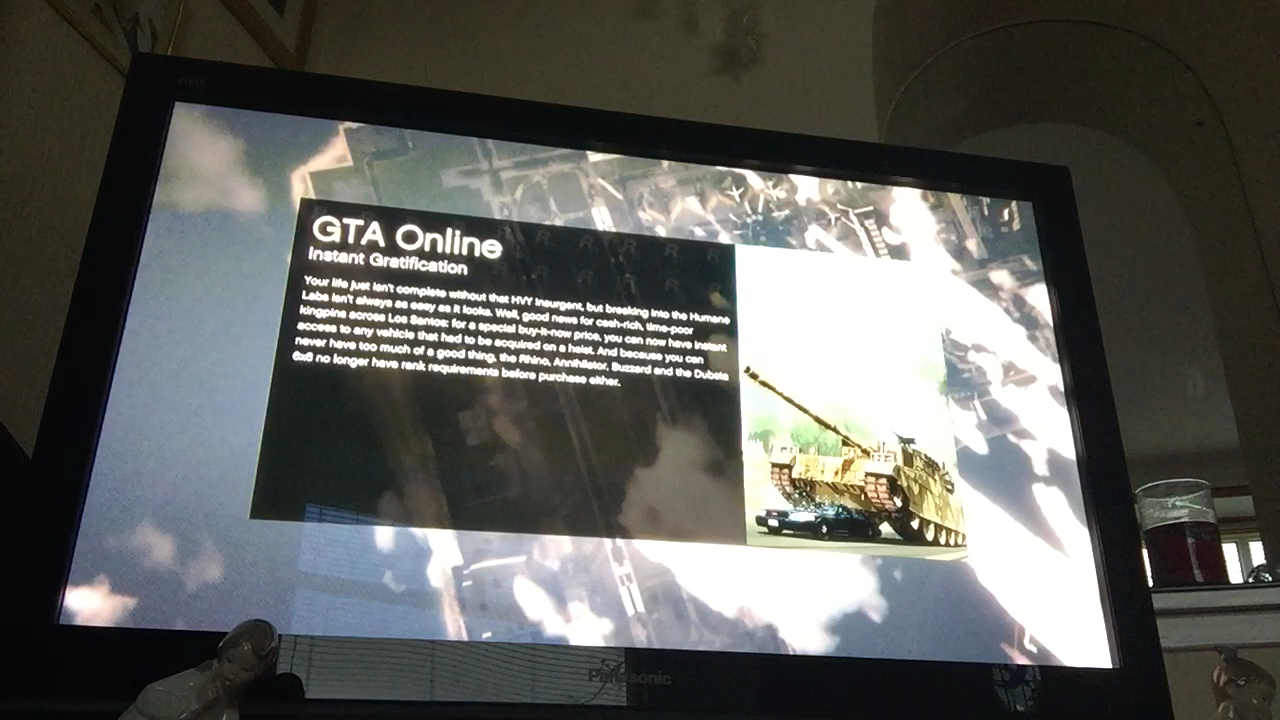 GTA Online
Instant Gratification
Your life just isn't complete without that HVY Insurgent, but breaking into the Humane
Labs isn't always as easy as it looks. Well, good news for cash-rich, time-poor
kingpins across Los Santos: for a special buy-it-now price, you can now have instant
access to any vehicle that had to be acquired on a heist. And because you can
never have too much of a good thing, the Rhino, Annihilator, Buzzard and the Dubsta
6x6 no longer have rank requirements before purchase either.
Panasonic